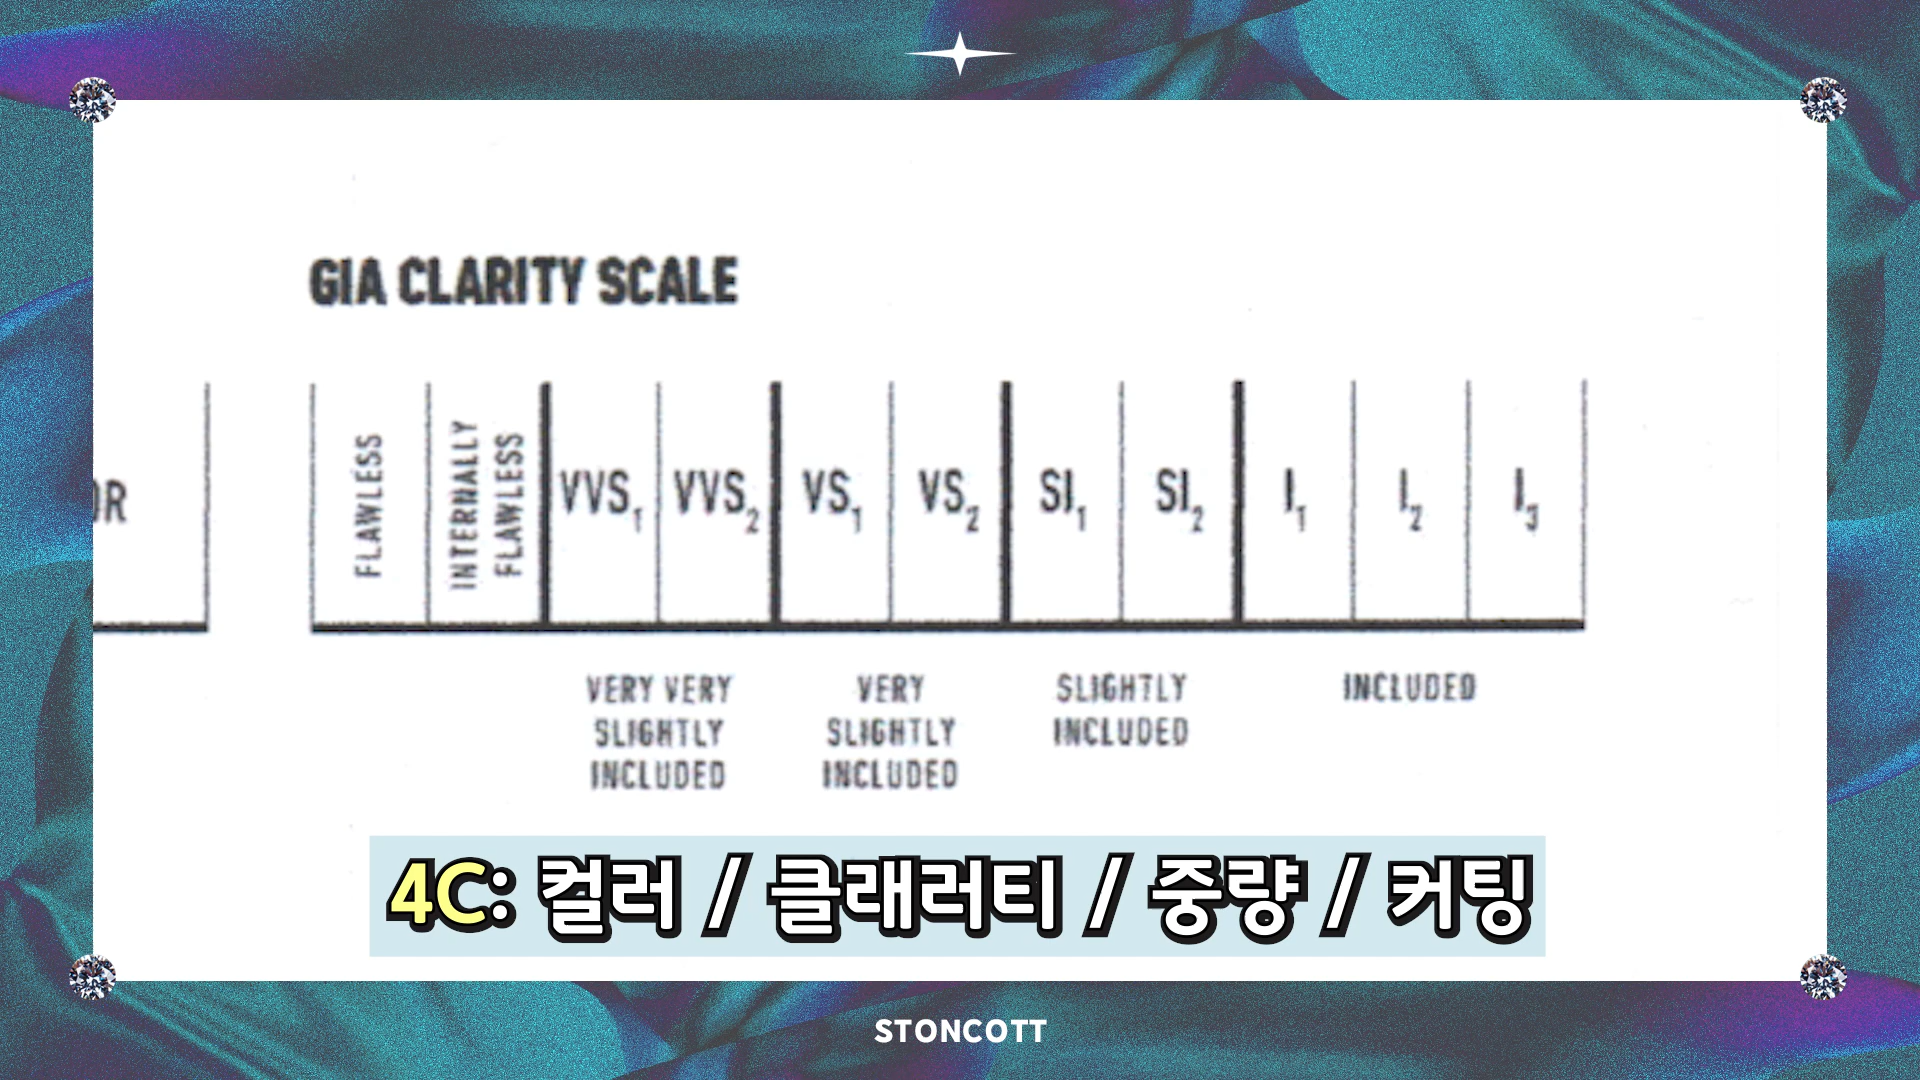 GIA CLARITY SCALE
FLAWLESS
INTERNALLY
FLAWLESS
VVS₁
VVS₂
VS₁
VS₂
SI₁
SI₂
I₁
I₂
I₃
VERY VERY
SLIGHTLY
INCLUDED
VERY
SLIGHTLY
INCLUDED
SLIGHTLY
INCLUDED
INCLUDED
4C: 컬러 / 클래러티 / 중량 / 커팅
STONCOTT